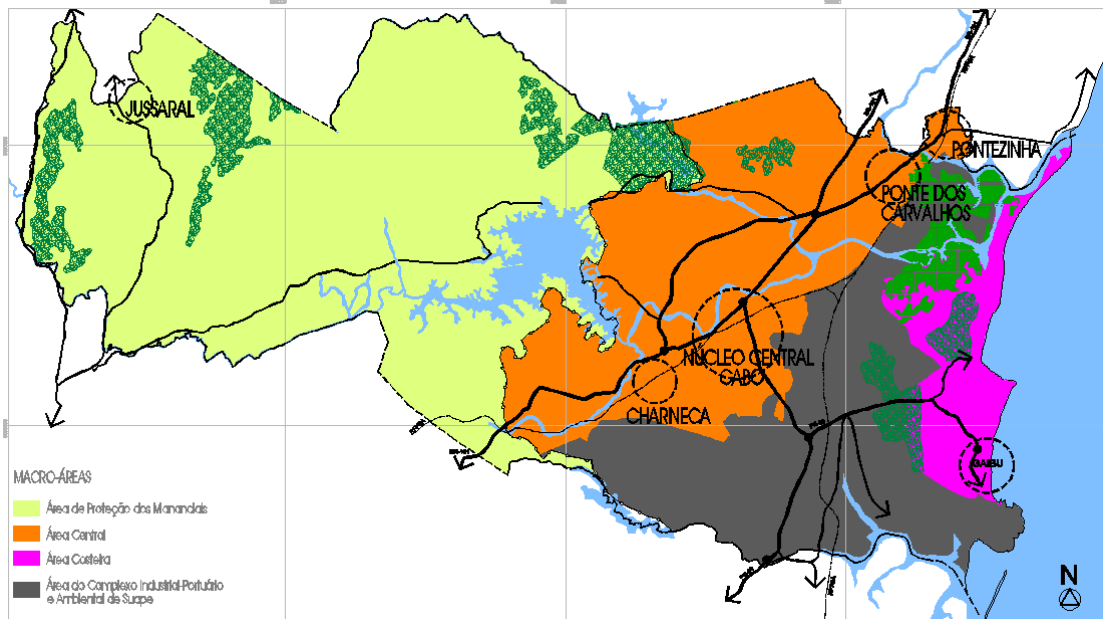 JUSSARAL
PONTEZINHA
PONTE DOS
CARVALHOS
NÚCLEO CENTRAL
CABO
CHARNECA
GAIBU
MACRO-ÁREAS
Área de Proteção dos Mananciais
Área Central
Área Costeira
Área do Complexo Industrial-Portuário
e Ambiental de Suape
N